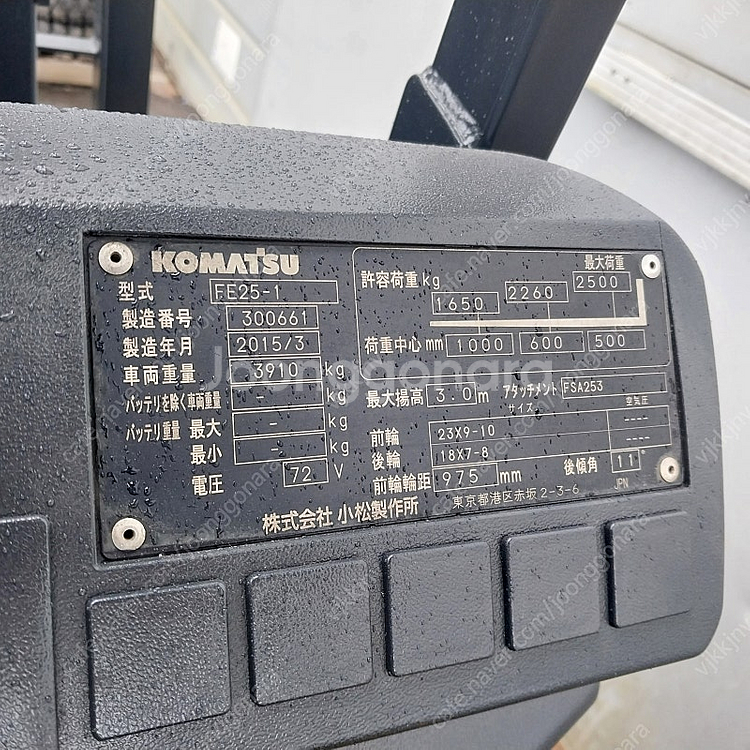 KOMATSU
型式 FE25-1
製造番号 300661
製造年月 2015/3
車両重量 3910 kg
バッテリを除く車両重量 - kg
バッテリ重量 最大 - kg
最小 - kg
電圧 72 V
許容荷重 kg 最大荷重
1650 2260 2500
荷重中心 mm 1000 600 500
最大揚高 3.0 m アタッチメント FSA253
サイズ 空気圧
前輪 23X9-10 ----
後輪 18X7-8 ----
前輪輪距 975 mm 後傾角 11°
株式会社 小松製作所 東京都港区赤坂2-3-6 JPN
Joonggonara
cafe.naver.com/joonggonara